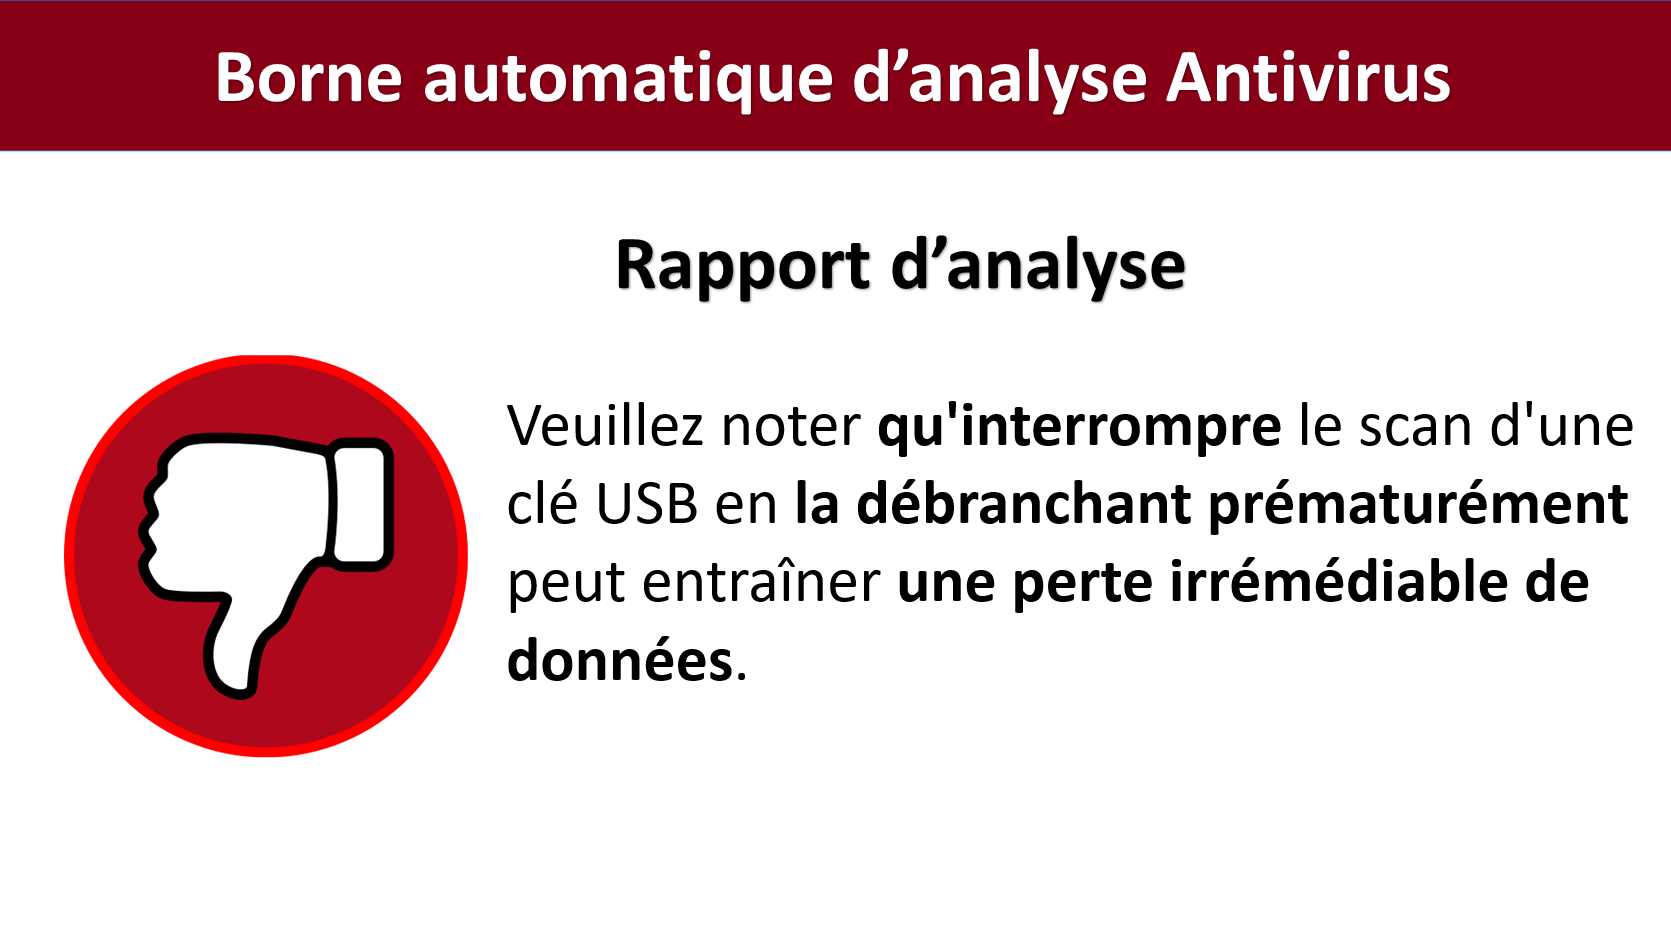 Borne automatique d’analyse Antivirus
Rapport d’analyse
Veuillez noter qu'interrompre le scan d'une
clé USB en la débranchant prématurément
peut entraîner une perte irrémédiable de
données.